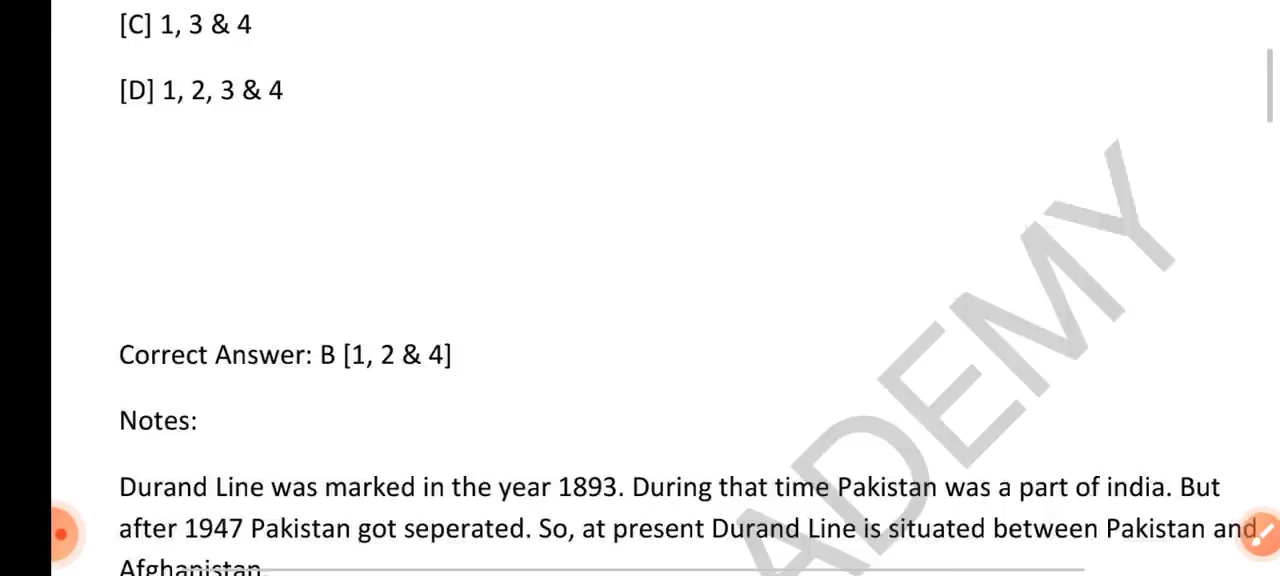 [C] 1, 3 & 4
[D] 1, 2, 3 & 4
Correct Answer: B [1, 2 & 4]
Notes:
Durand Line was marked in the year 1893. During that time Pakistan was a part of india. But
after 1947 Pakistan got seperated. So, at present Durand Line is situated between Pakistan and
Afghanistan.
ADEMY